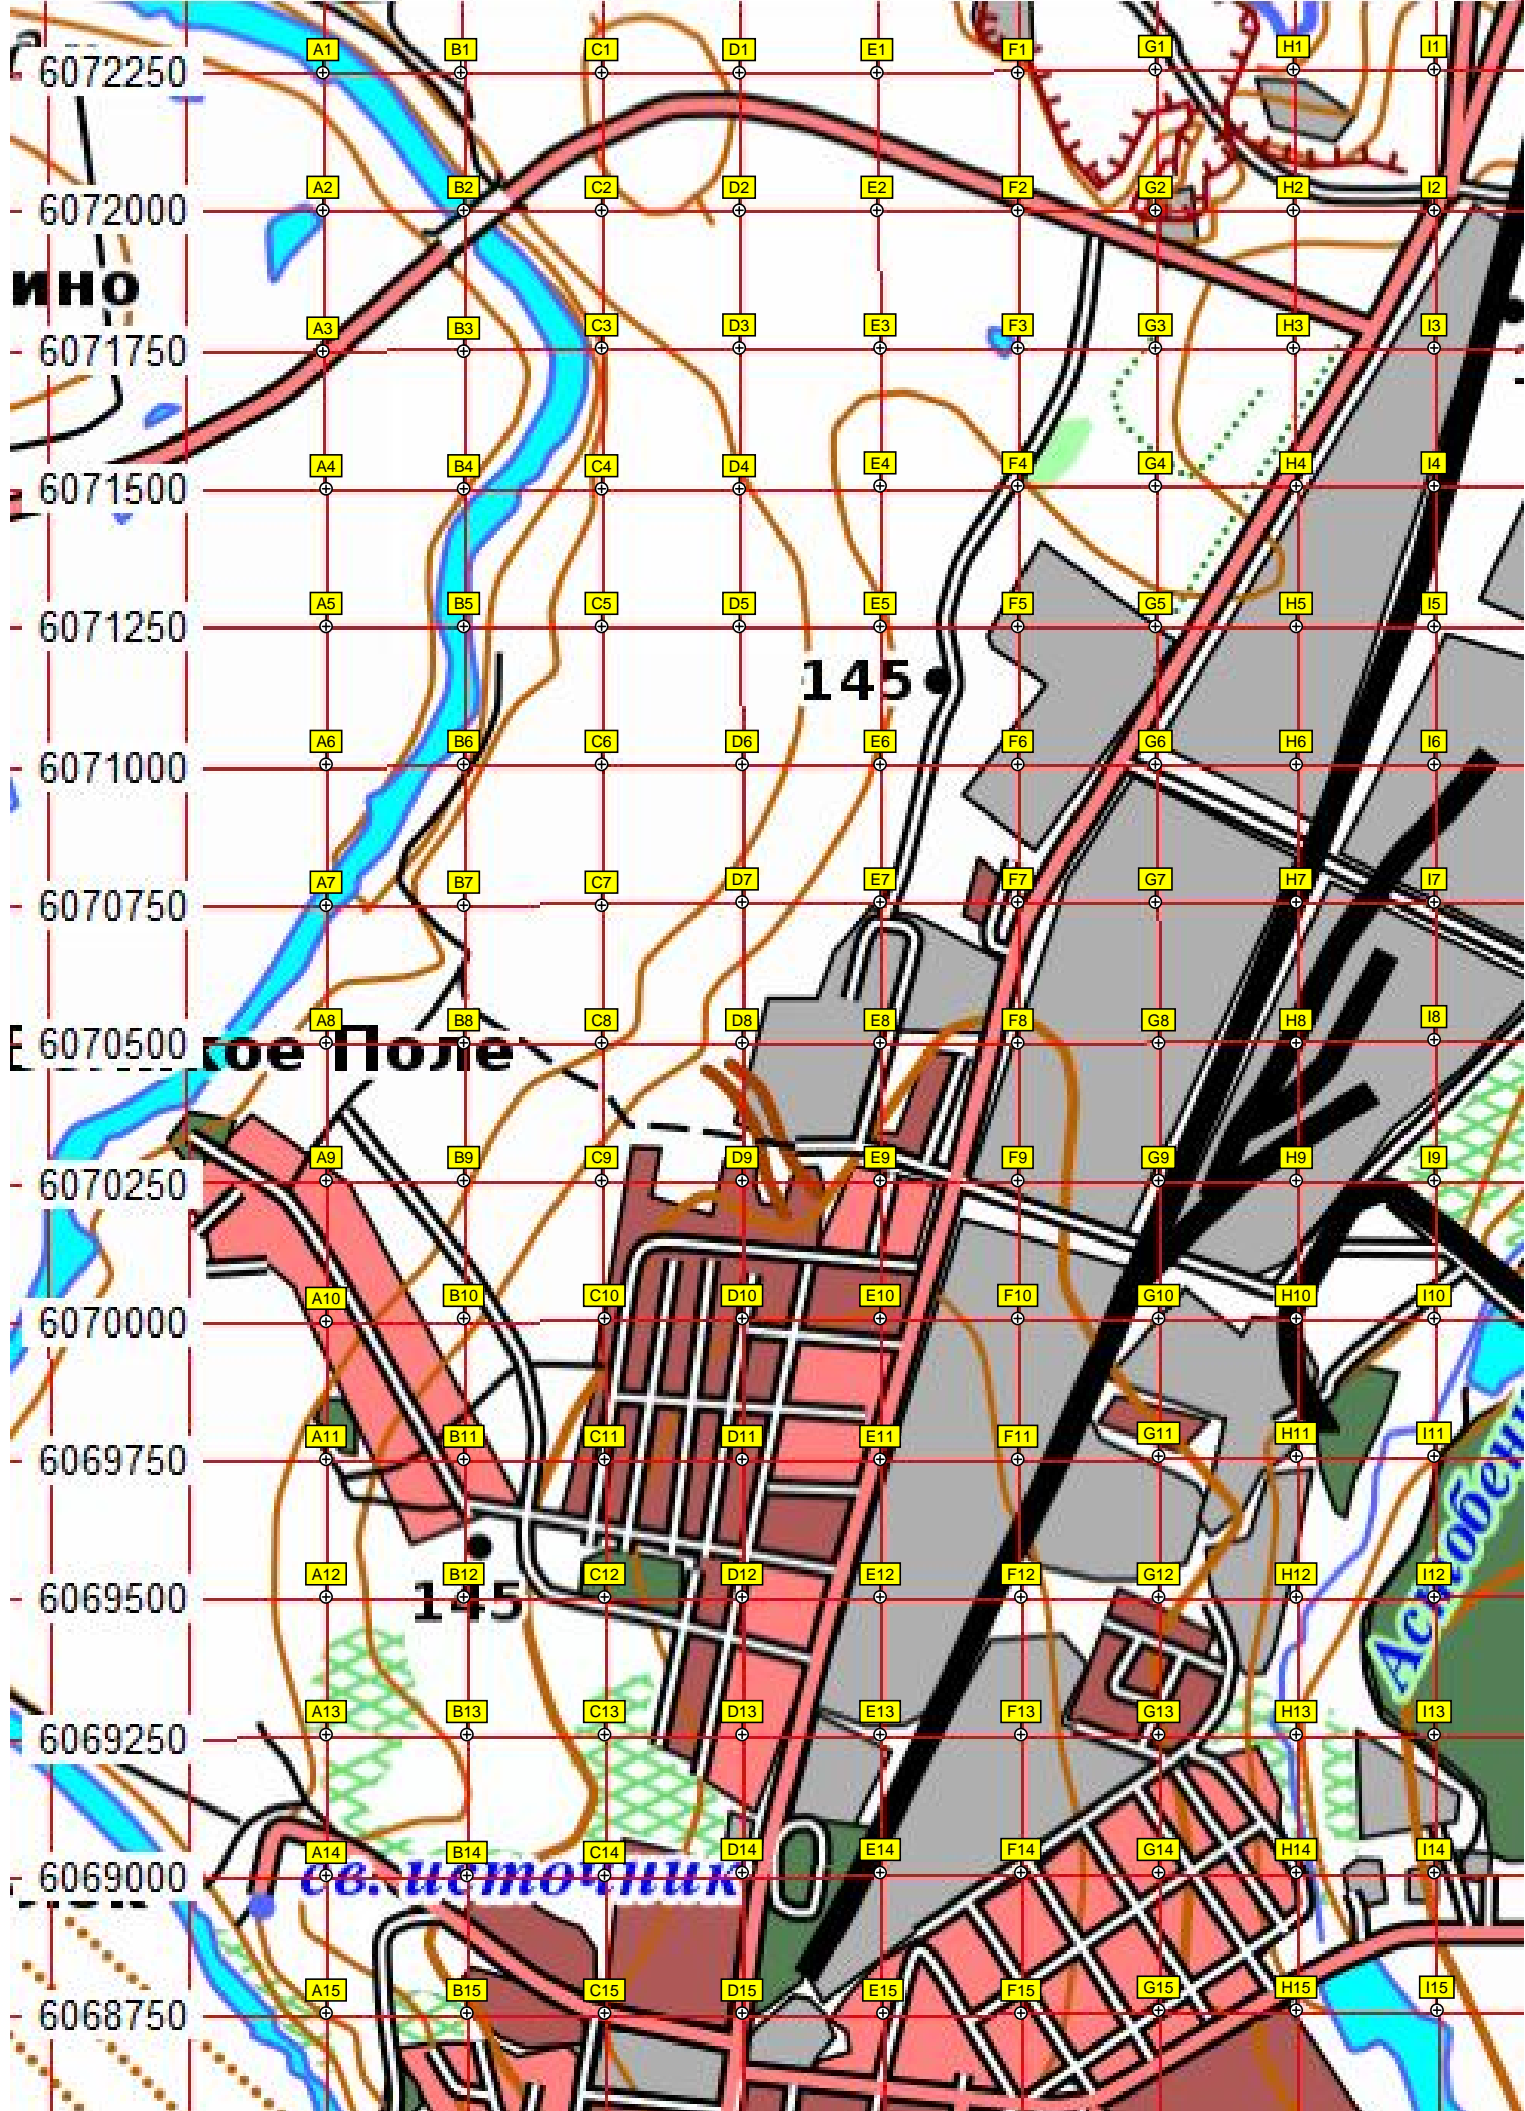 A1 B1 C1 D1 E1 F1 G1 H1 I1
6072250
A2 B2 C2 D2 E2 F2 G2 H2 I2
6072000
ино
A3 B3 C3 D3 E3 F3 G3 H3 I3
6071750
A4 B4 C4 D4 E4 F4 G4 H4 I4
6071500
A5 B5 C5 D5 E5 F5 G5 H5 I5
6071250
145
A6 B6 C6 D6 E6 F6 G6 H6 I6
6071000
A7 B7 C7 D7 E7 F7 G7 H7 I7
6070750
A8 B8 C8 D8 E8 F8 G8 H8 I8
6070500
кое Поле
A9 B9 C9 D9 E9 F9 G9 H9 I9
6070250
A10 B10 C10 D10 E10 F10 G10 H10 I10
6070000
A11 B11 C11 D11 E11 F11 G11 H11 I11
6069750
A12 B12 C12 D12 E12 F12 G12 H12 I12
6069500
145
A13 B13 C13 D13 E13 F13 G13 H13 I13
6069250
A14 B14 C14 D14 E14 F14 G14 H14 I14
6069000
св. источник
A15 B15 C15 D15 E15 F15 G15 H15 I15
6068750